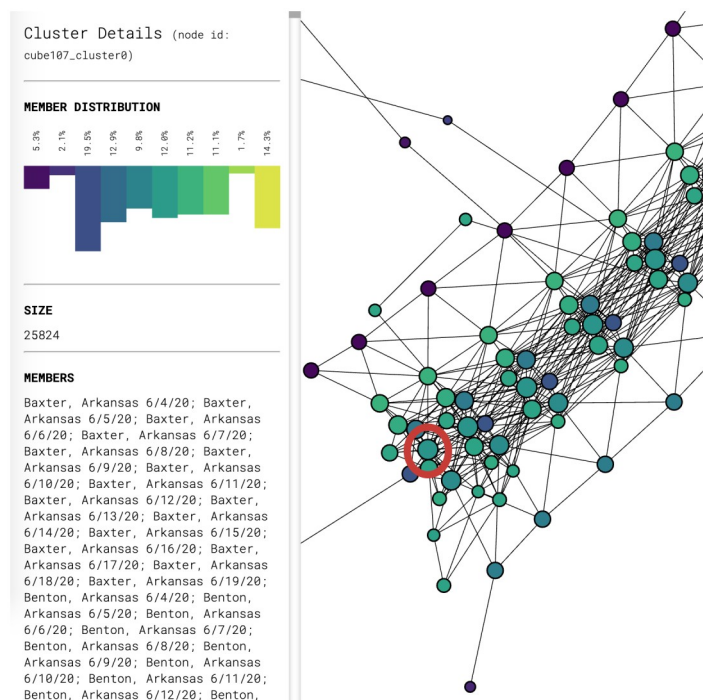 Cluster Details (node id:
cube107_cluster0)
MEMBER DISTRIBUTION
5.3%
2.1%
19.5%
12.9%
9.8%
12.0%
11.2%
11.1%
1.7%
14.3%
SIZE
25824
MEMBERS
Baxter, Arkansas 6/4/20; Baxter,
Arkansas 6/5/20; Baxter, Arkansas
6/6/20; Baxter, Arkansas 6/7/20;
Baxter, Arkansas 6/8/20; Baxter,
Arkansas 6/9/20; Baxter, Arkansas
6/10/20; Baxter, Arkansas 6/11/20;
Baxter, Arkansas 6/12/20; Baxter,
Arkansas 6/13/20; Baxter, Arkansas
6/14/20; Baxter, Arkansas 6/15/20;
Baxter, Arkansas 6/16/20; Baxter,
Arkansas 6/17/20; Baxter, Arkansas
6/18/20; Baxter, Arkansas 6/19/20;
Benton, Arkansas 6/4/20; Benton,
Arkansas 6/5/20; Benton, Arkansas
6/6/20; Benton, Arkansas 6/7/20;
Benton, Arkansas 6/8/20; Benton,
Arkansas 6/9/20; Benton, Arkansas
6/10/20; Benton, Arkansas 6/11/20;
Benton, Arkansas 6/12/20; Benton,